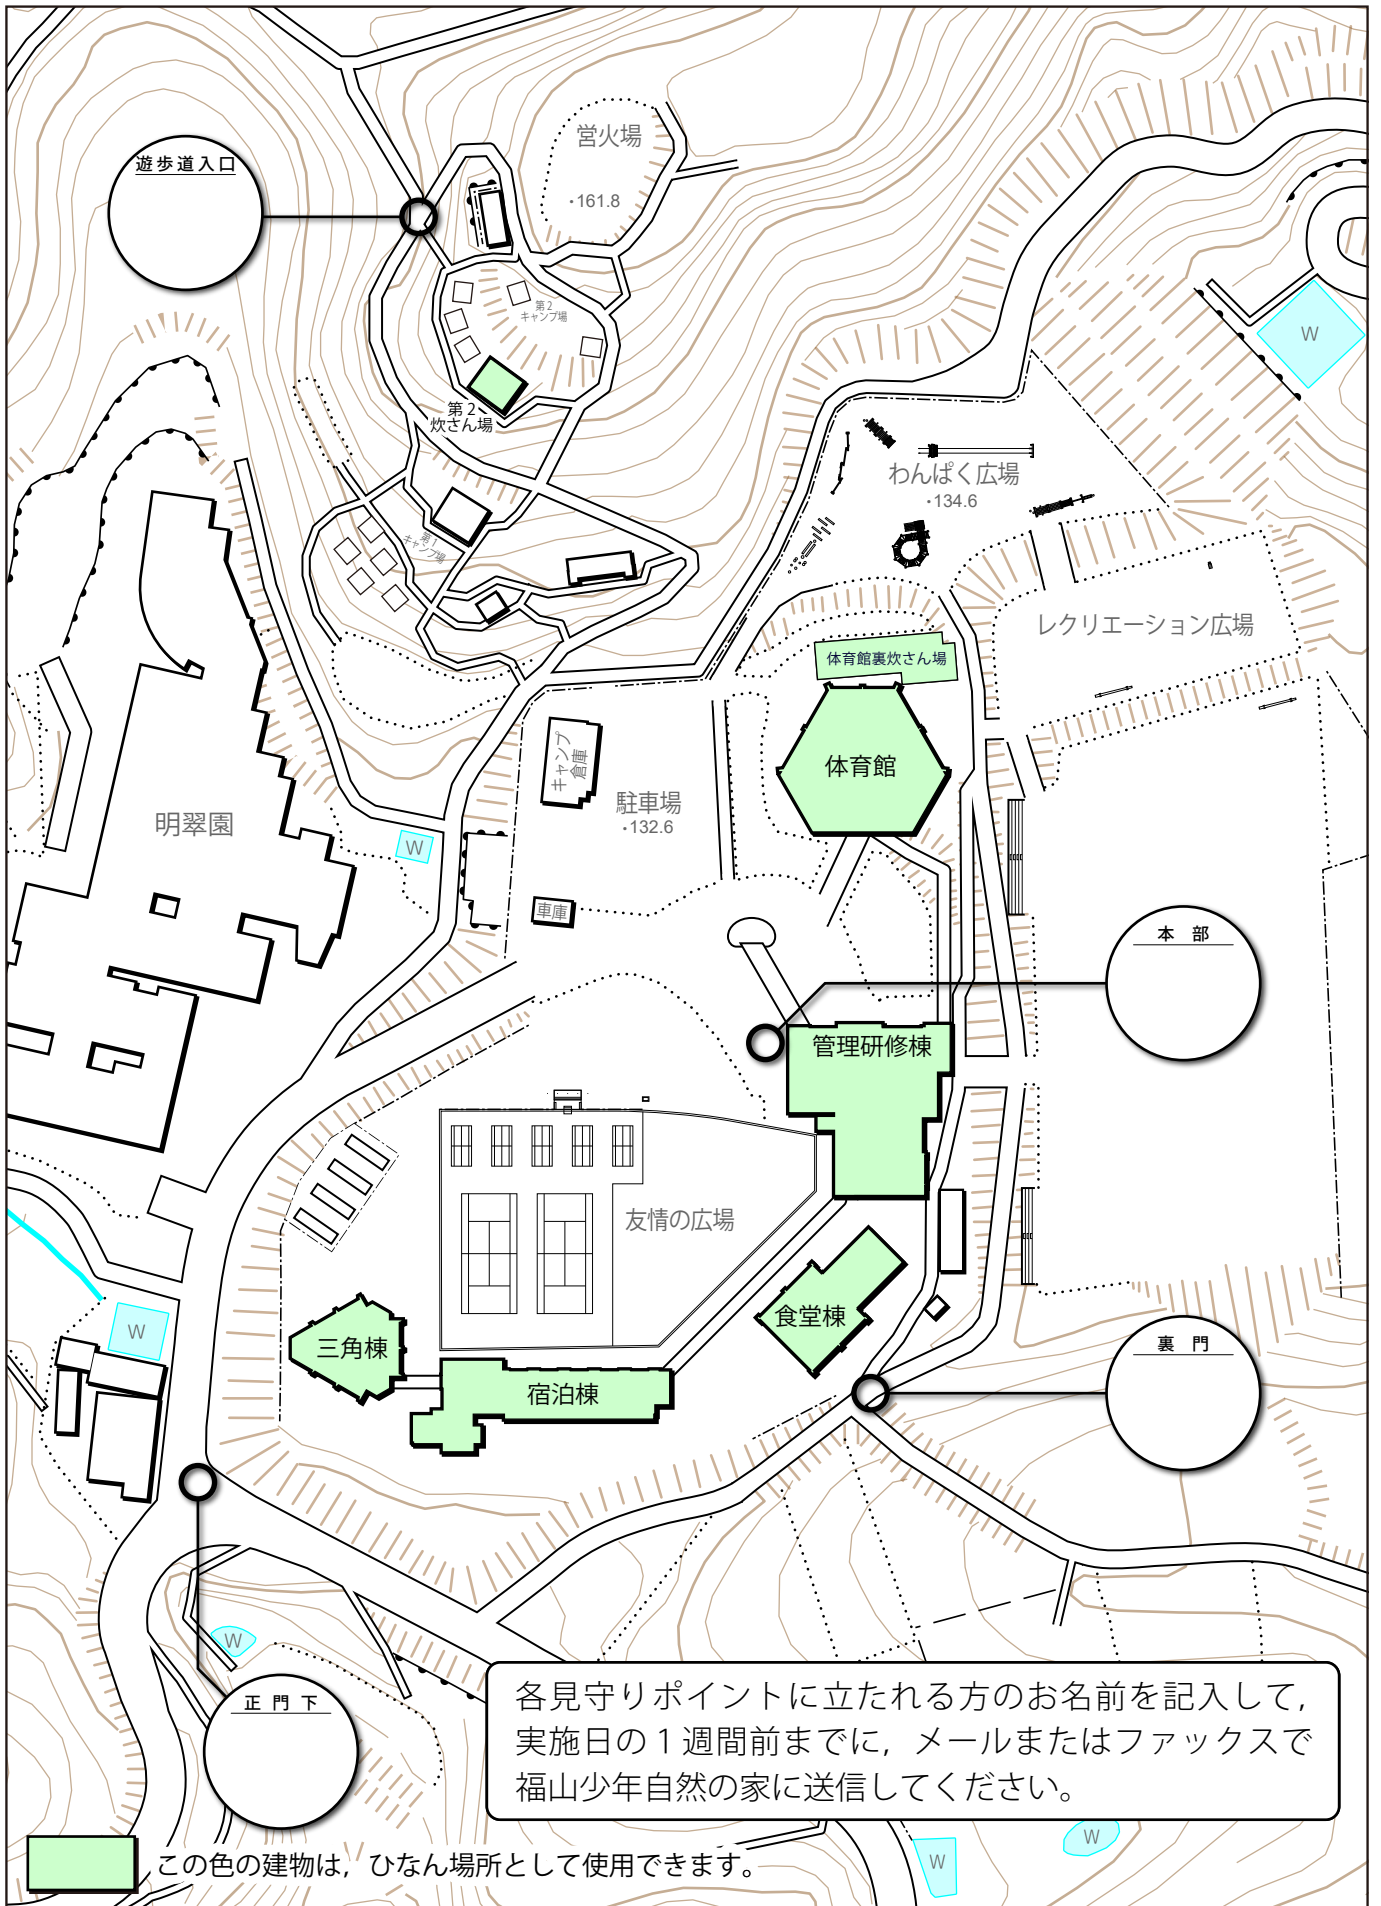 営火場
遊歩道入口
・161.8
第2
キャンプ場
W
第2
炊さん場
わんぱく広場
・134.6
第1
キャンプ場
レクリエーション広場
体育館裏炊さん場
体育館
キャンプ
倉庫
駐車場
・132.6
明翠園
W
車庫
本 部
管理研修棟
友情の広場
食堂棟
W
三角棟
裏 門
宿泊棟
W
正 門 下
各見守りポイントに立たれる方のお名前を記入して,
実施日の1週間前までに, メールまたはファックスで
福山少年自然の家に送信してください。
W
W
この色の建物は, ひなん場所として使用できます。